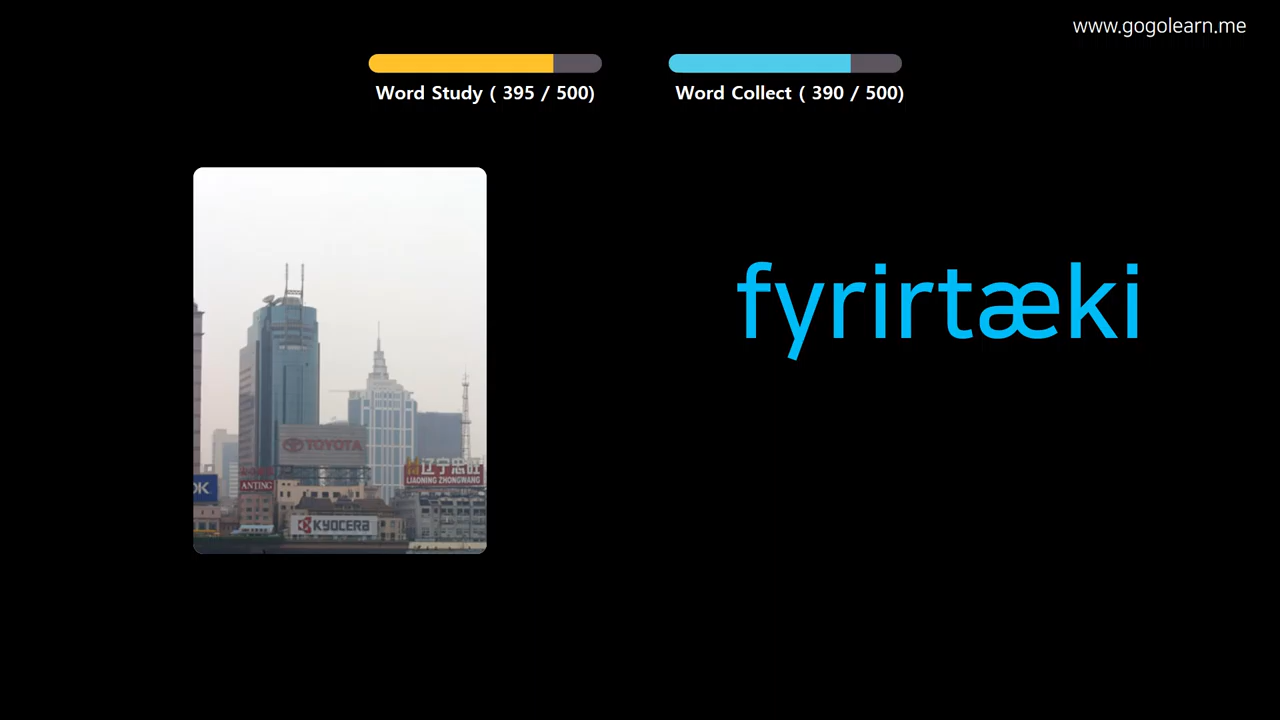 www.gogolearn.me
Word Study ( 395 / 500)
Word Collect ( 390 / 500)
fyrirtæki
TOYOTA
辽宁忠旺
LIAONING ZHONGWANG
ANTING
KYOCERA